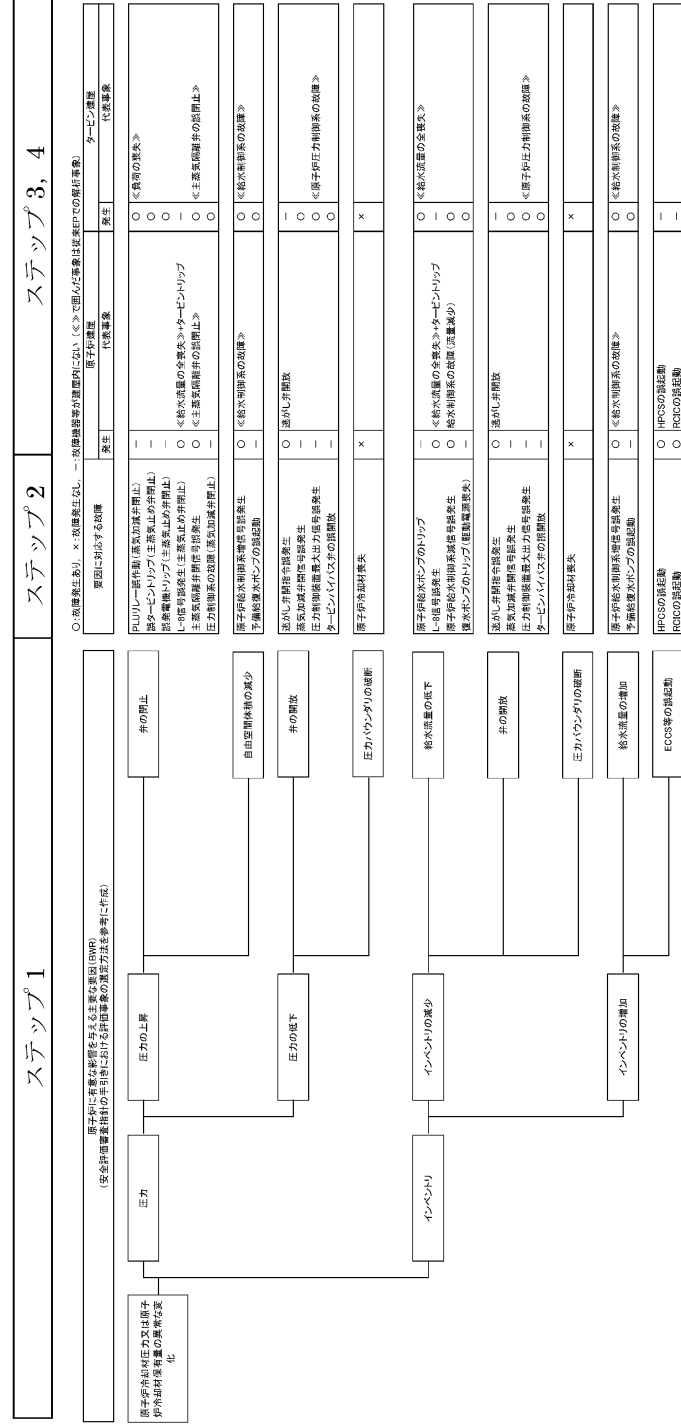 ステップ 1
ステップ 2
ステップ 3, 4
○:故障発生あり, ×:故障発生なし, －:故障機器等が建屋内にない (≪≫で囲んだ事象は従来EPでの解析事象)
原子炉に有意な影響を与える主要な要因(BWR)
(安全評価審査指針の手引きにおける評価事象の選定方法を参考に作成)
要因に対応する故障
原子炉建屋
発生
代表事象
タービン建屋
発生
代表事象
原子炉冷却材圧力又は原子
炉冷却材保有量の異常な変
化
圧力
圧力の上昇
弁の閉止
PLUリレー誤作動(蒸気加減弁閉止) － ○ ≪負荷の喪失≫
誤タービントリップ(主蒸気止め弁閉止) － ○
誤発電機トリップ(主蒸気止め弁閉止) － ○
L-8信号誤発生(主蒸気止め弁閉止) ○ ≪給水流量の全喪失≫+タービントリップ －
主蒸気隔離弁閉信号誤発生 ○ ≪主蒸気隔離弁の誤閉止≫ ○ ≪主蒸気隔離弁の誤閉止≫
圧力制御系の故障(蒸気加減弁閉止) － ○
自由空間体積の減少
原子炉給水制御系増信号誤発生 ○ ≪給水制御系の故障≫ ○ ≪給水制御系の故障≫
予備給復水ポンプの誤起動 － ○
圧力の低下
弁の開放
逃がし弁開指令誤発生 ○ 逃がし弁開放 －
蒸気加減弁開信号誤発生 － ○
圧力制御装置最大出力信号誤発生 － ○ ≪原子炉圧力制御系の故障≫
タービンバイパス弁の誤開放 － ○
圧力バウンダリの破断
原子炉冷却材喪失 × ×
インベントリ
インベントリの減少
給水流量の低下
原子炉給水ポンプのトリップ － ○ ≪給水流量の全喪失≫
L-8信号誤発生 ○ ≪給水流量の全喪失≫+タービントリップ －
原子炉給水制御系減信号誤発生 ○ 給水制御系の故障(流量減少) ○
復水ポンプのトリップ(駆動電源喪失) － ○
弁の開放
逃がし弁開指令誤発生 ○ 逃がし弁開放 －
蒸気加減弁開信号誤発生 － ○
圧力制御装置最大出力信号誤発生 － ○ ≪原子炉圧力制御系の故障≫
タービンバイパス弁の誤開放 － ○
圧力バウンダリの破断
原子炉冷却材喪失 × ×
インベントリの増加
給水流量の増加
原子炉給水制御系増信号誤発生 ○ ≪給水制御系の故障≫ ○ ≪給水制御系の故障≫
予備給復水ポンプの誤起動 － ○
ECCS等の誤起動
HPCSの誤起動 ○ HPCSの誤起動 －
RCICの誤起動 ○ RCICの誤起動 －